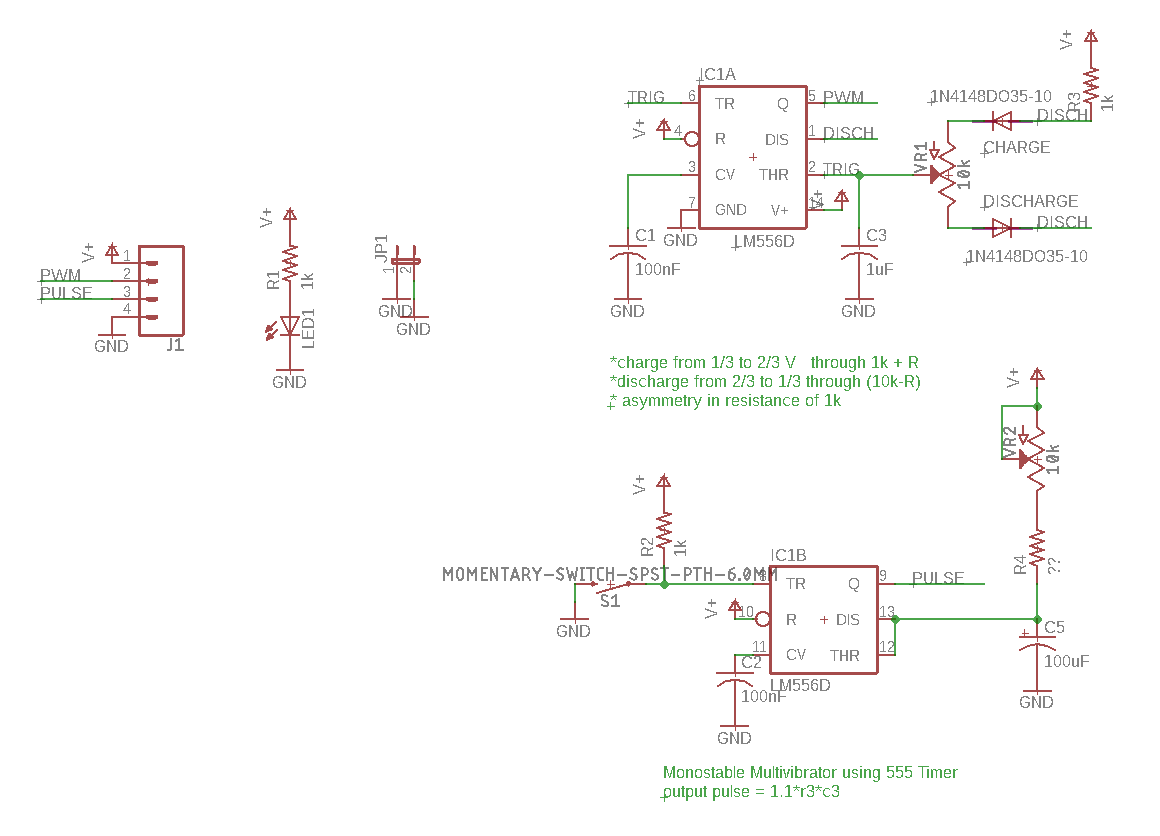 V+
IC1A
TRIG 6 TR Q 5 PWM
1N4148DO35-10
R3
1k
DISCH
V+
4 R DIS 1 DISCH
CHARGE
VR1
10k
3 CV THR 2 TRIG
7 GND V+ 14 V+
GND
DISCHARGE
DISCH
C1
100nF
GND
LM556D
C3
1uF
GND
1N4148DO35-10
V+
1
PWM 2
PULSE 3
4
GND
J1
V+
R1
1k
LED1
GND
JP1
1
2
GND
GND
*charge from 1/3 to 2/3 V through 1k + R
*discharge from 2/3 to 1/3 through (10k-R)
* asymmetry in resistance of 1k
V+
VR2
10k
V+
R2
1k
R4
??
IC1B
MOMENTARY-SWITCH-SPST-PTH-6.0MM
S1
GND
8 TR Q 9 PULSE
V+
10 R DIS 13
11 CV THR 12
C2
100nF
GND
LM556D
C5
100uF
GND
Monostable Multivibrator using 555 Timer
output pulse = 1.1*r3*c3